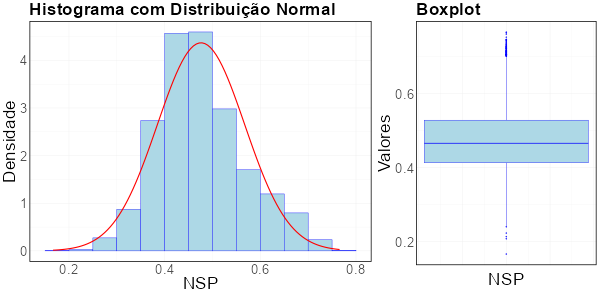 Histograma com Distribuição Normal
Densidade
4
3
2
1
0
0.2 0.4 0.6 0.8
NSP
Boxplot
Valores
0.6
0.4
0.2
NSP